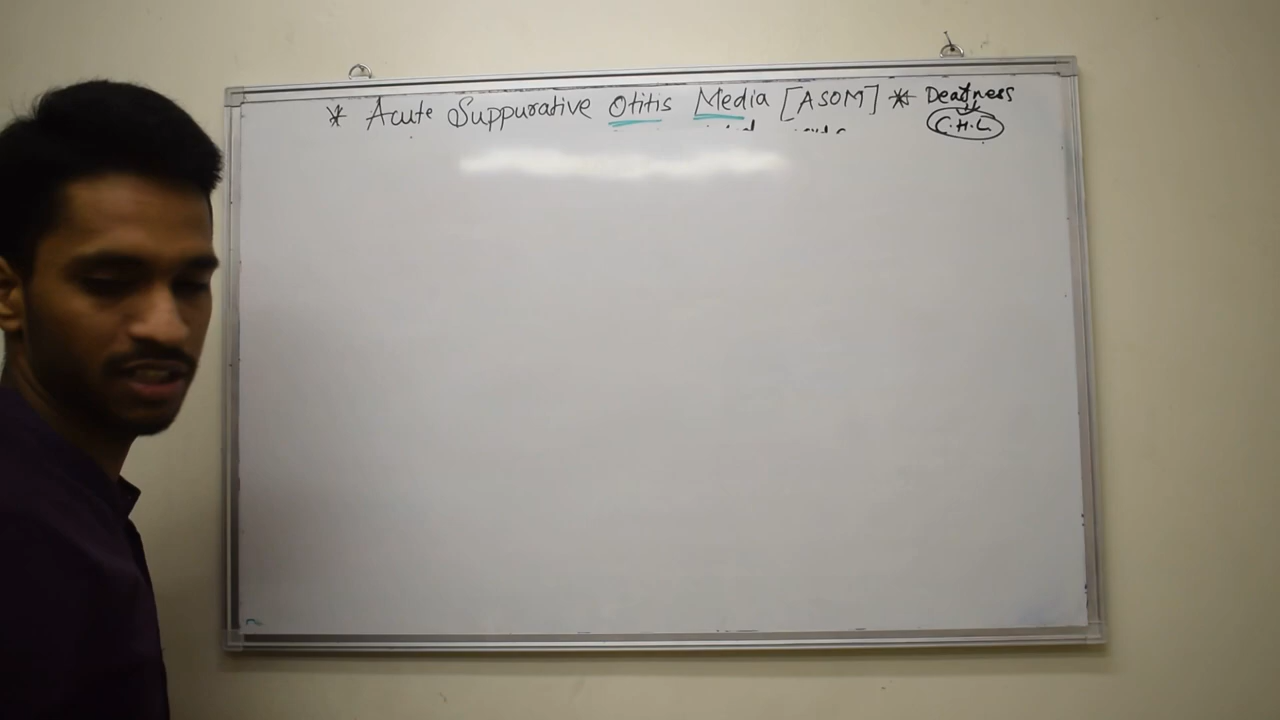 * Acute Suppurative Otitis Media [ASOM] * Deafness
C.H.L.